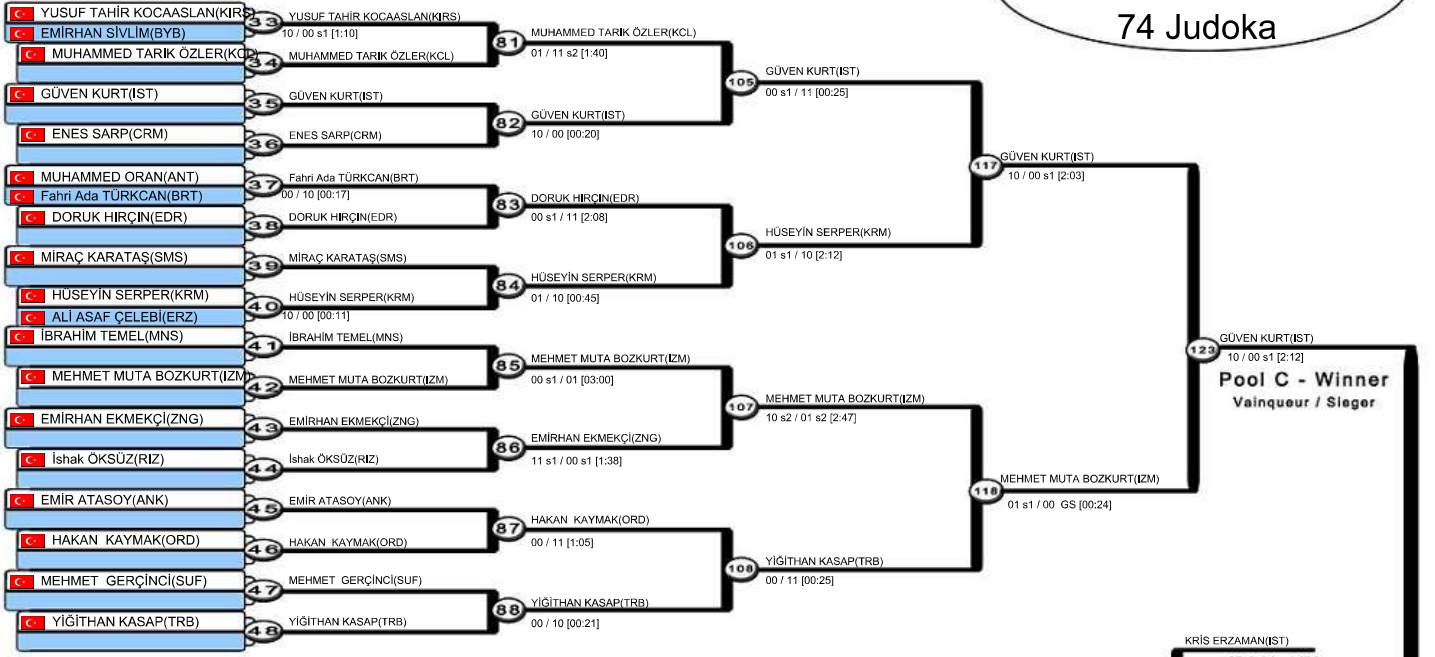 74 Judoka
YUSUF TAHİR KOCAASLAN(KIRS)
EMİRHAN SİVLİM(BYB)
33
YUSUF TAHİR KOCAASLAN(KIRS)
10 / 00 s1 [1:10]
MUHAMMED TARIK ÖZLER(KCL)
34
MUHAMMED TARIK ÖZLER(KCL)
81
MUHAMMED TARIK ÖZLER(KCL)
01 / 11 s2 [1:40]
GÜVEN KURT(IST)
35
GÜVEN KURT(IST)
ENES SARP(CRM)
36
ENES SARP(CRM)
82
GÜVEN KURT(IST)
10 / 00 [00:20]
105
GÜVEN KURT(IST)
00 s1 / 11 [00:25]
MUHAMMED ORAN(ANT)
Fahri Ada TÜRKCAN(BRT)
37
Fahri Ada TÜRKCAN(BRT)
00 / 10 [00:17]
DORUK HIRÇIN(EDR)
38
DORUK HIRÇIN(EDR)
83
DORUK HIRÇIN(EDR)
00 s1 / 11 [2:08]
MİRAÇ KARATAŞ(SMS)
39
MİRAÇ KARATAŞ(SMS)
HÜSEYİN SERPER(KRM)
ALİ ASAF ÇELEBİ(ERZ)
40
HÜSEYİN SERPER(KRM)
10 / 00 [00:11]
84
HÜSEYİN SERPER(KRM)
01 / 10 [00:45]
106
HÜSEYİN SERPER(KRM)
01 s1 / 10 [2:12]
117
GÜVEN KURT(IST)
10 / 00 s1 [2:03]
İBRAHİM TEMEL(MNS)
41
İBRAHİM TEMEL(MNS)
MEHMET MUTA BOZKURT(IZM)
42
MEHMET MUTA BOZKURT(IZM)
85
MEHMET MUTA BOZKURT(IZM)
00 s1 / 01 [03:00]
EMİRHAN EKMEKÇİ(ZNG)
43
EMİRHAN EKMEKÇİ(ZNG)
İshak ÖKSÜZ(RIZ)
44
İshak ÖKSÜZ(RIZ)
86
EMİRHAN EKMEKÇİ(ZNG)
11 s1 / 00 s1 [1:38]
107
MEHMET MUTA BOZKURT(IZM)
10 s2 / 01 s2 [2:47]
EMİR ATASOY(ANK)
45
EMİR ATASOY(ANK)
HAKAN KAYMAK(ORD)
46
HAKAN KAYMAK(ORD)
87
HAKAN KAYMAK(ORD)
00 / 11 [1:05]
MEHMET GERÇİNCİ(SUF)
47
MEHMET GERÇİNCİ(SUF)
YİĞİTHAN KASAP(TRB)
48
YİĞİTHAN KASAP(TRB)
88
YİĞİTHAN KASAP(TRB)
00 / 10 [00:21]
108
YİĞİTHAN KASAP(TRB)
00 / 11 [00:25]
118
MEHMET MUTA BOZKURT(IZM)
01 s1 / 00 GS [00:24]
123
GÜVEN KURT(IST)
10 / 00 s1 [2:12]
Pool C - Winner
Vainqueur / Sieger
KRİS ERZAMAN(IST)